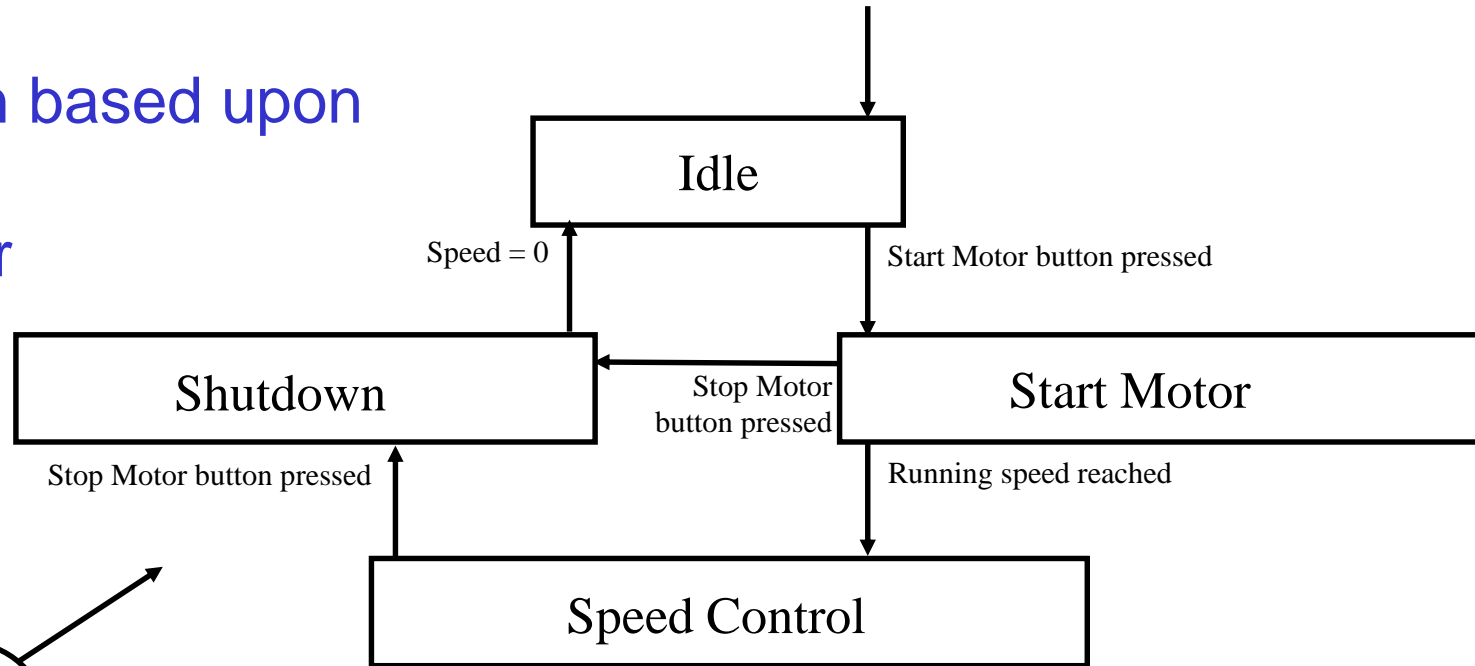 based upon
Idle
Speed = 0
Start Motor button pressed
Shutdown
Stop Motor
button pressed
Start Motor
Stop Motor button pressed
Running speed reached
Speed Control